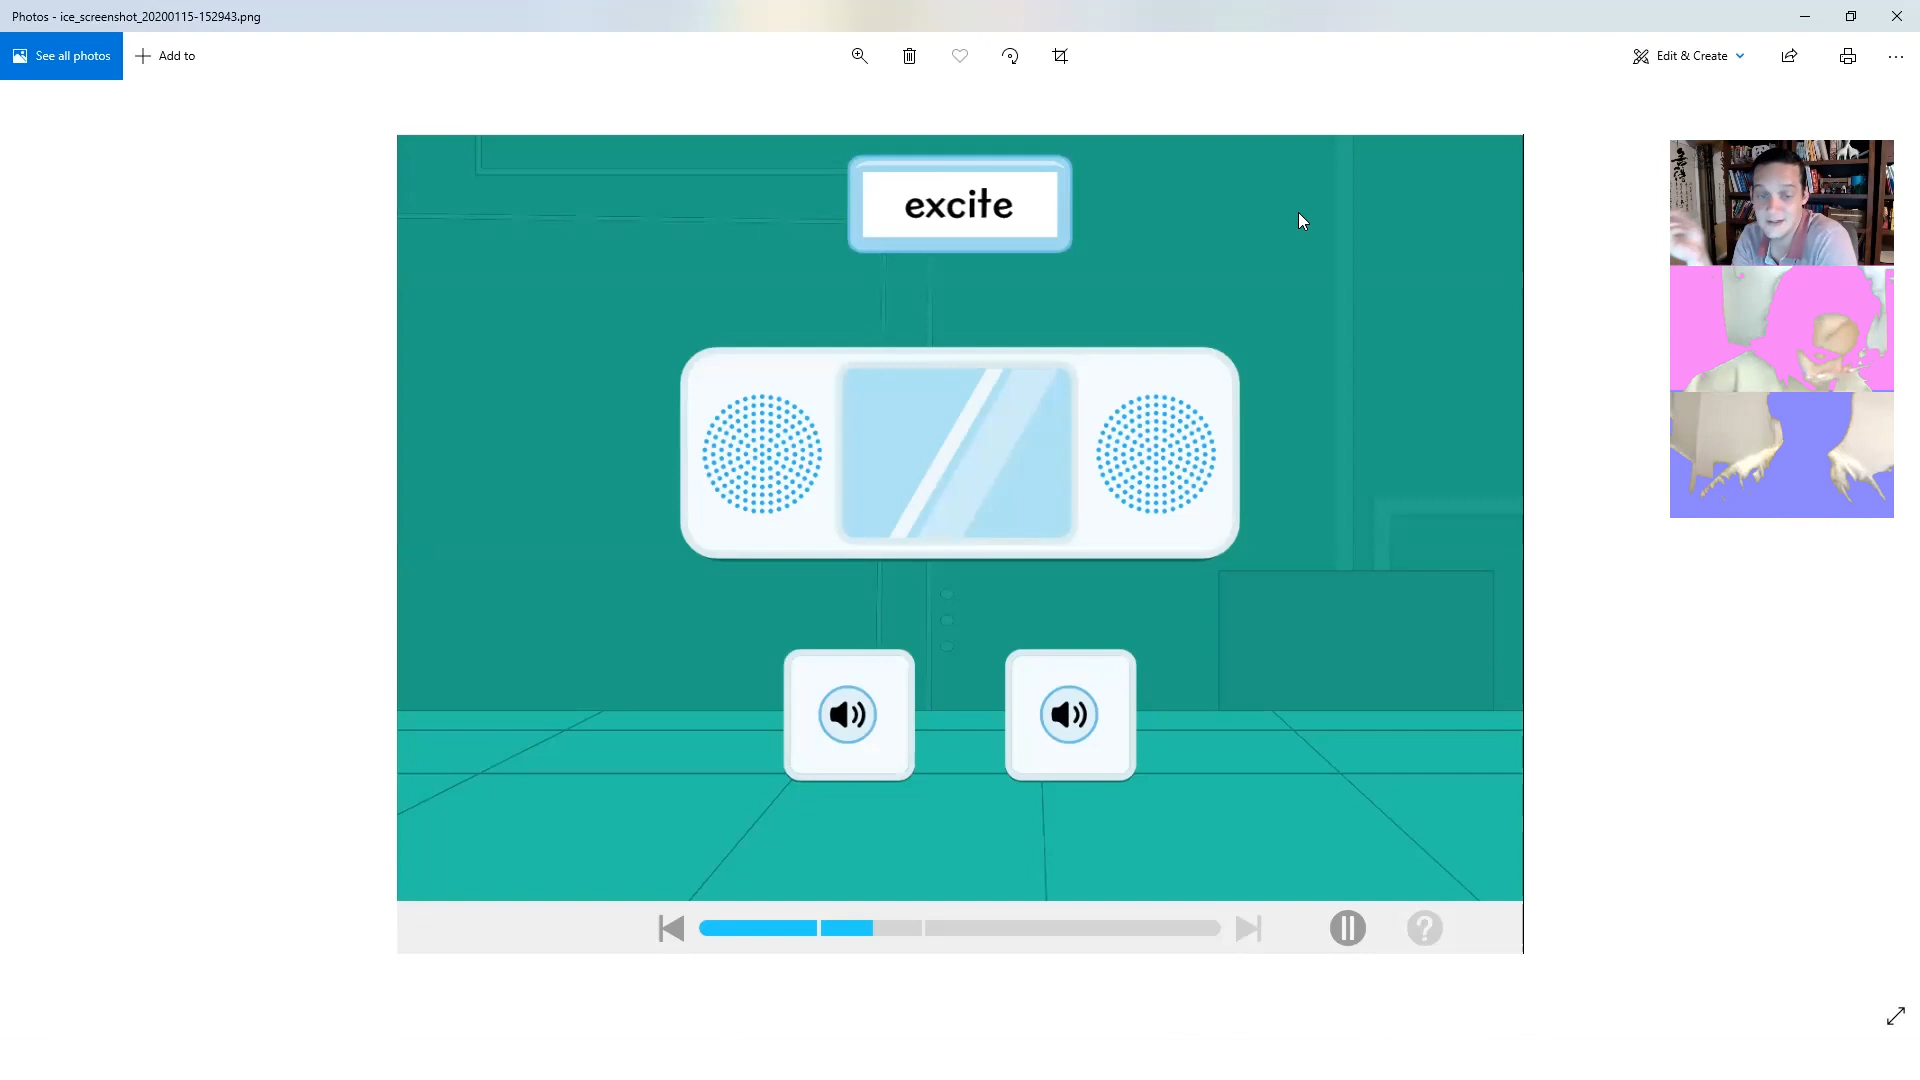 Photos - ice_screenshot_20200115-152943.png
See all photos
Add to
Edit & Create
excite
?